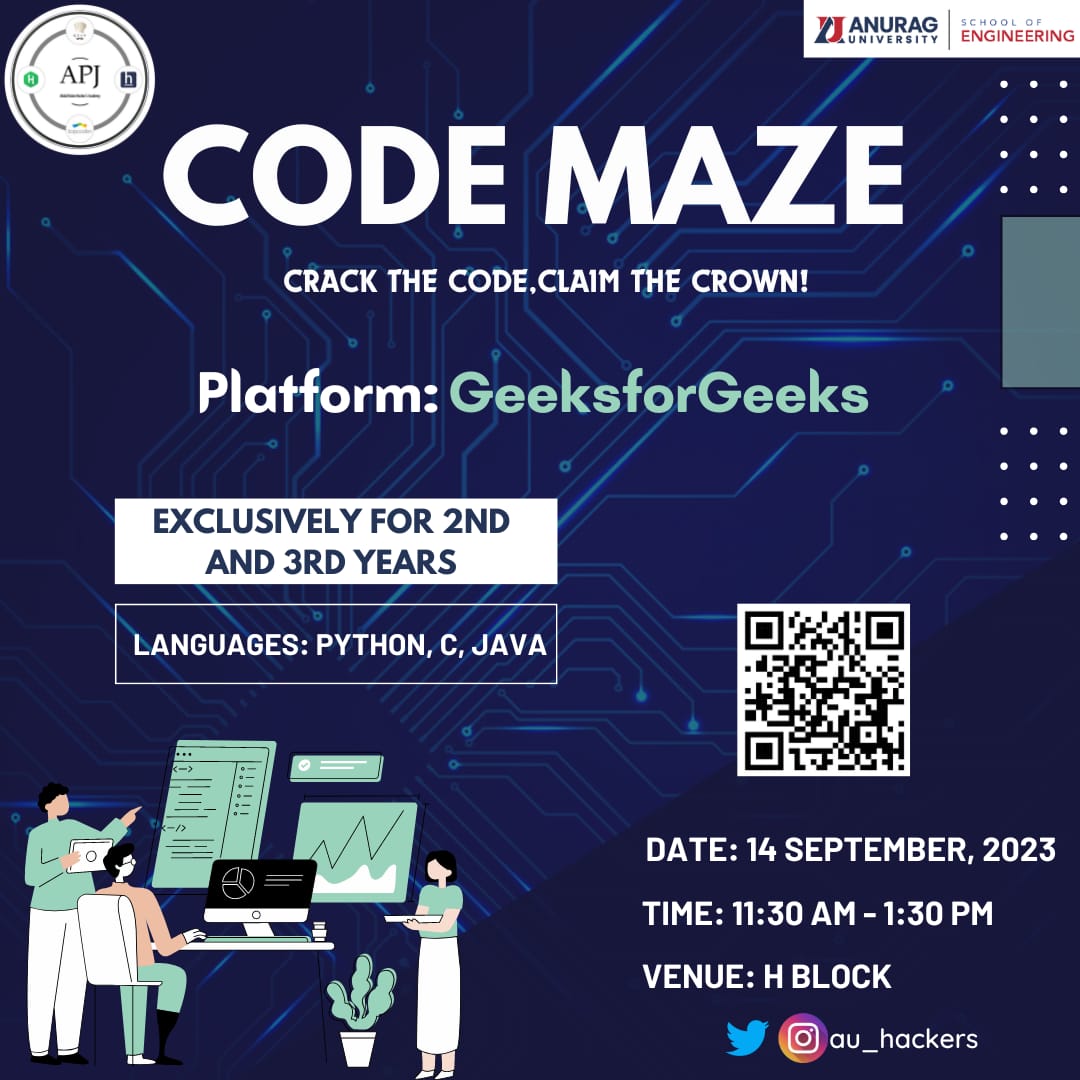 APJ
ANURAG
UNIVERSITY
SCHOOL OF
ENGINEERING
CODE MAZE
CRACK THE CODE,CLAIM THE CROWN!
Platform: GeeksforGeeks
EXCLUSIVELY FOR 2ND
AND 3RD YEARS
LANGUAGES: PYTHON, C, JAVA
DATE: 14 SEPTEMBER, 2023
TIME: 11:30 AM - 1:30 PM
VENUE: H BLOCK
au_hackers